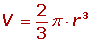 V = 2/3 π · r³